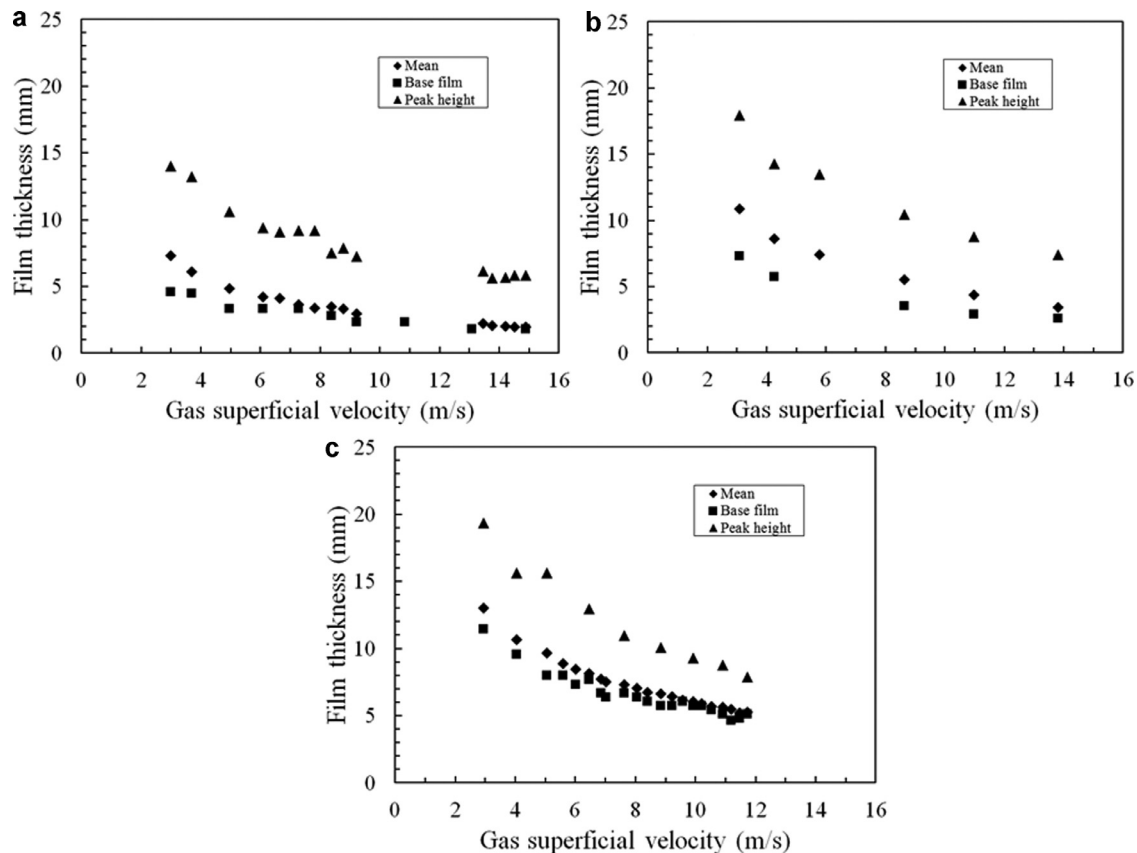 a
25
20
15
10
5
0
Film thickness (mm)
Mean
Base film
Peak height
0 2 4 6 8 10 12 14 16
Gas superficial velocity (m/s)
b
25
20
15
10
5
0
Film thickness (mm)
Mean
Base film
Peak height
0 2 4 6 8 10 12 14 16
Gas superficial velocity (m/s)
c
25
20
15
10
5
0
Film thickness (mm)
Mean
Base film
Peak height
0 2 4 6 8 10 12 14 16
Gas superficial velocity (m/s)